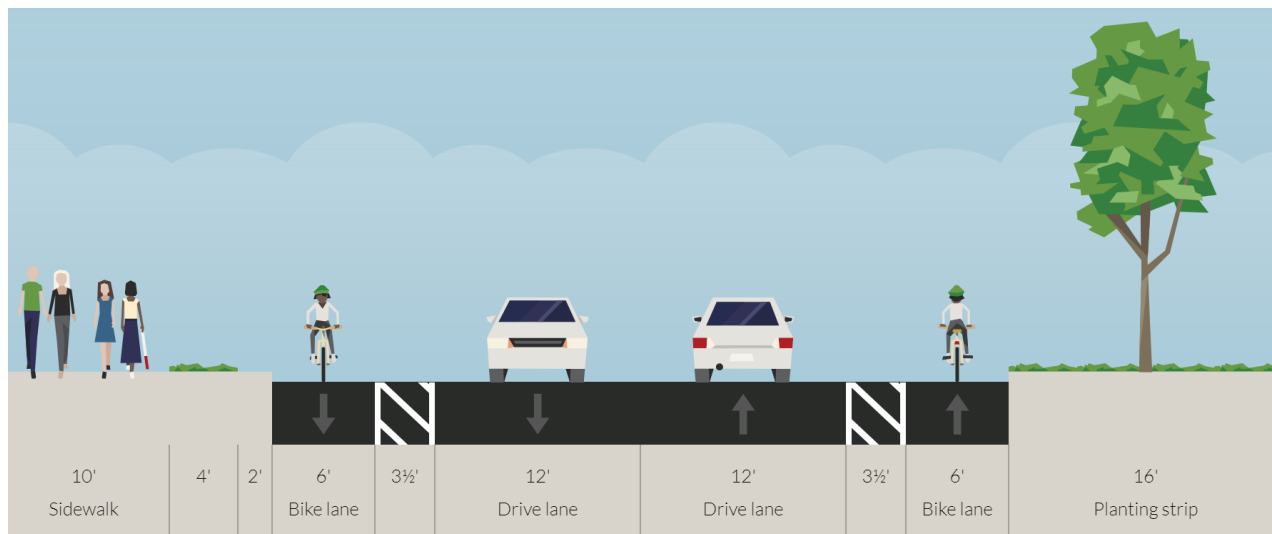 10' 4' 2' 6' 3½' 12' 12' 3½' 6' 16'
Sidewalk Bike lane Drive lane Drive lane Bike lane Planting strip